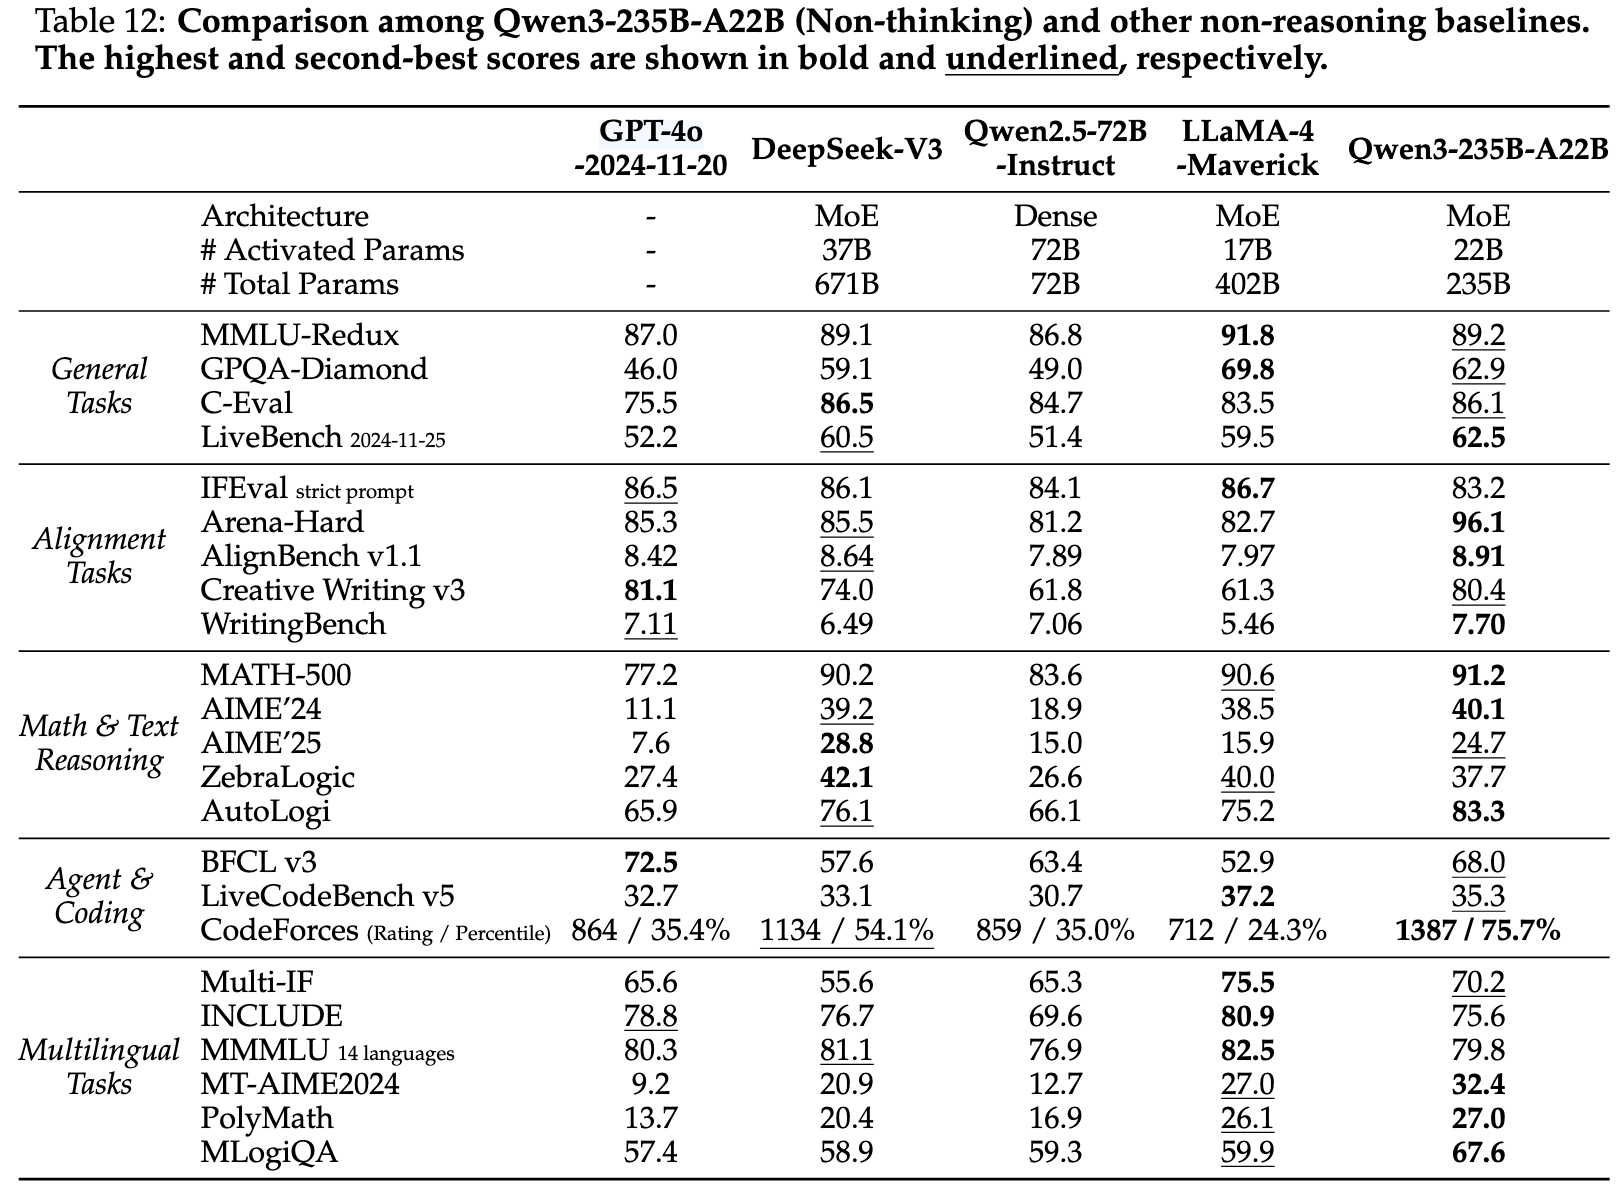 Table 12: Comparison among Qwen3-235B-A22B (Non-thinking) and other non-reasoning baselines.
The highest and second-best scores are shown in bold and underlined, respectively.
GPT-4o -2024-11-20 DeepSeek-V3 Qwen2.5-72B -Instruct LLaMA-4 -Maverick Qwen3-235B-A22B
Architecture - MoE Dense MoE MoE
# Activated Params - 37B 72B 17B 22B
# Total Params - 671B 72B 402B 235B
General Tasks
MMLU-Redux 87.0 89.1 86.8 91.8 89.2
GPQA-Diamond 46.0 59.1 49.0 69.8 62.9
C-Eval 75.5 86.5 84.7 83.5 86.1
LiveBench 2024-11-25 52.2 60.5 51.4 59.5 62.5
Alignment Tasks
IFEval strict prompt 86.5 86.1 84.1 86.7 83.2
Arena-Hard 85.3 85.5 81.2 82.7 96.1
AlignBench v1.1 8.42 8.64 7.89 7.97 8.91
Creative Writing v3 81.1 74.0 61.8 61.3 80.4
WritingBench 7.11 6.49 7.06 5.46 7.70
Math & Text Reasoning
MATH-500 77.2 90.2 83.6 90.6 91.2
AIME'24 11.1 39.2 18.9 38.5 40.1
AIME'25 7.6 28.8 15.0 15.9 24.7
ZebraLogic 27.4 42.1 26.6 40.0 37.7
AutoLogi 65.9 76.1 66.1 75.2 83.3
Agent & Coding
BFCL v3 72.5 57.6 63.4 52.9 68.0
LiveCodeBench v5 32.7 33.1 30.7 37.2 35.3
CodeForces (Rating / Percentile) 864 / 35.4% 1134 / 54.1% 859 / 35.0% 712 / 24.3% 1387 / 75.7%
Multilingual Tasks
Multi-IF 65.6 55.6 65.3 75.5 70.2
INCLUDE 78.8 76.7 69.6 80.9 75.6
MMMLU 14 languages 80.3 81.1 76.9 82.5 79.8
MT-AIME2024 9.2 20.9 12.7 27.0 32.4
PolyMath 13.7 20.4 16.9 26.1 27.0
MLogiQA 57.4 58.9 59.3 59.9 67.6